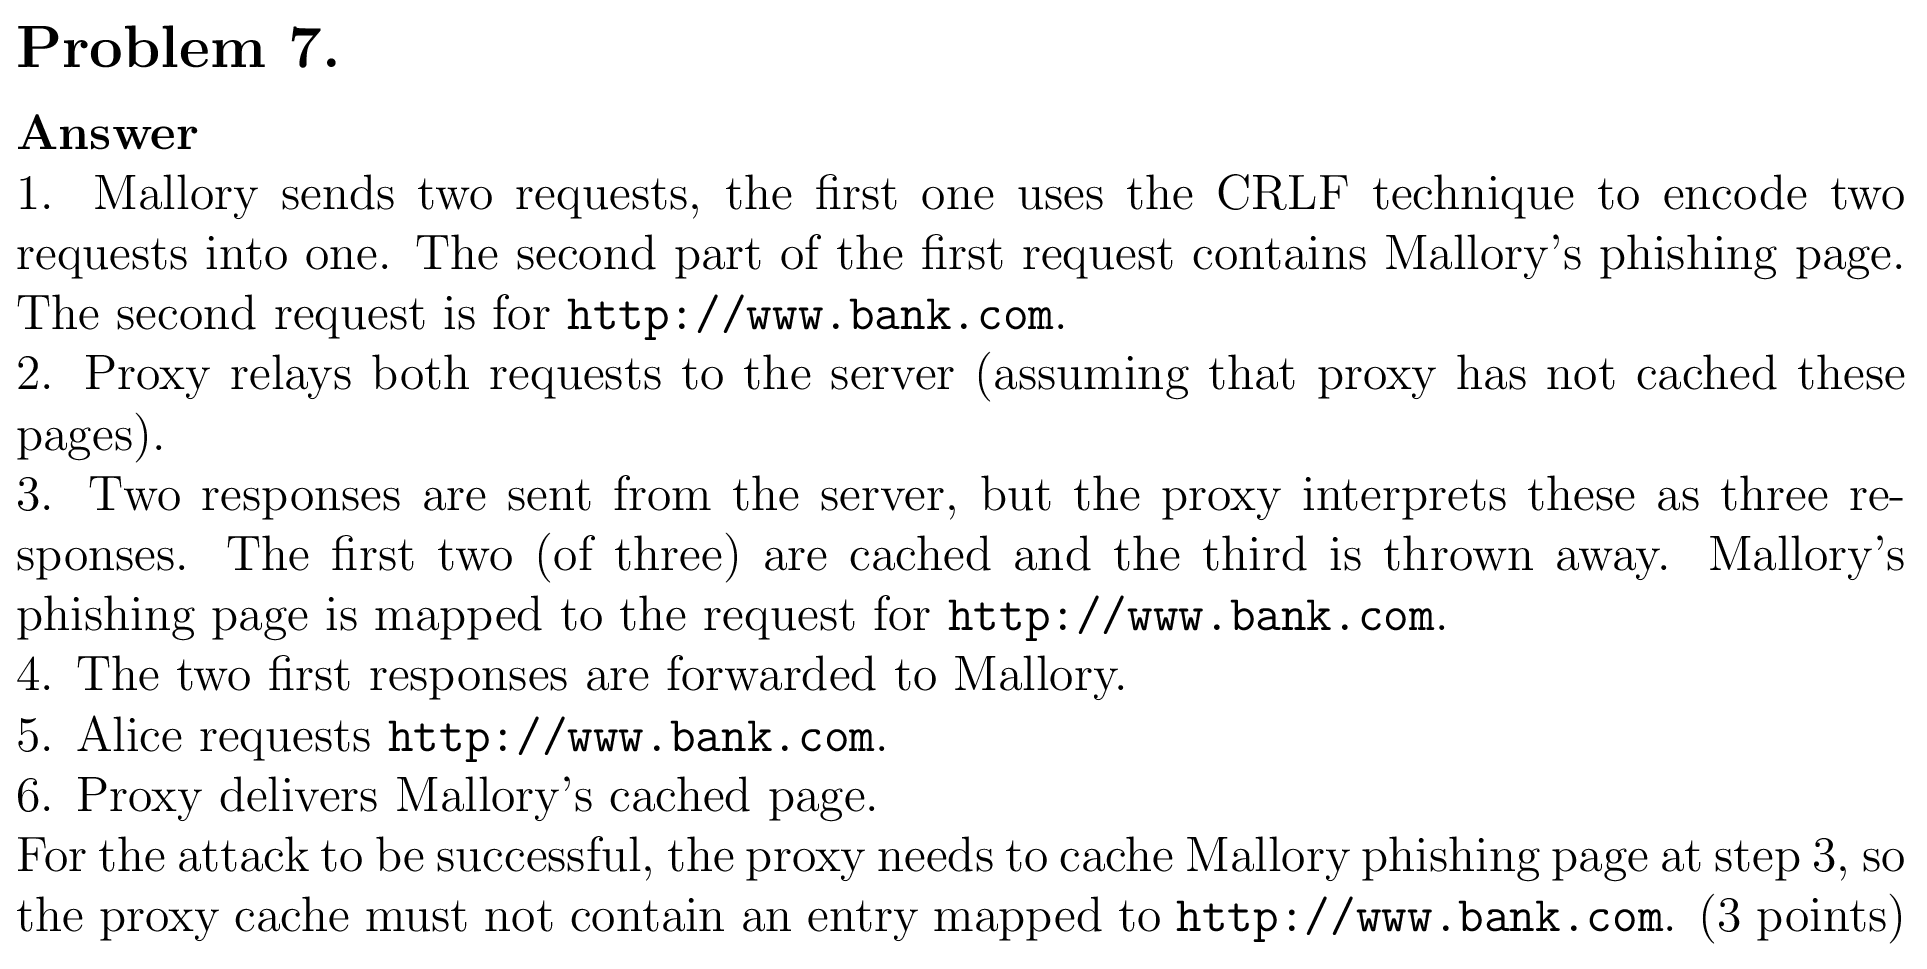 Problem 7.
Answer
1. Mallory sends two requests, the first one uses the CRLF technique to encode two
requests into one. The second part of the first request contains Mallory's phishing page.
The second request is for http://www.bank.com.
2. Proxy relays both requests to the server (assuming that proxy has not cached these
pages).
3. Two responses are sent from the server, but the proxy interprets these as three re-
sponses. The first two (of three) are cached and the third is thrown away. Mallory's
phishing page is mapped to the request for http://www.bank.com.
4. The two first responses are forwarded to Mallory.
5. Alice requests http://www.bank.com.
6. Proxy delivers Mallory's cached page.
For the attack to be successful, the proxy needs to cache Mallory phishing page at step 3, so
the proxy cache must not contain an entry mapped to http://www.bank.com. (3 points)